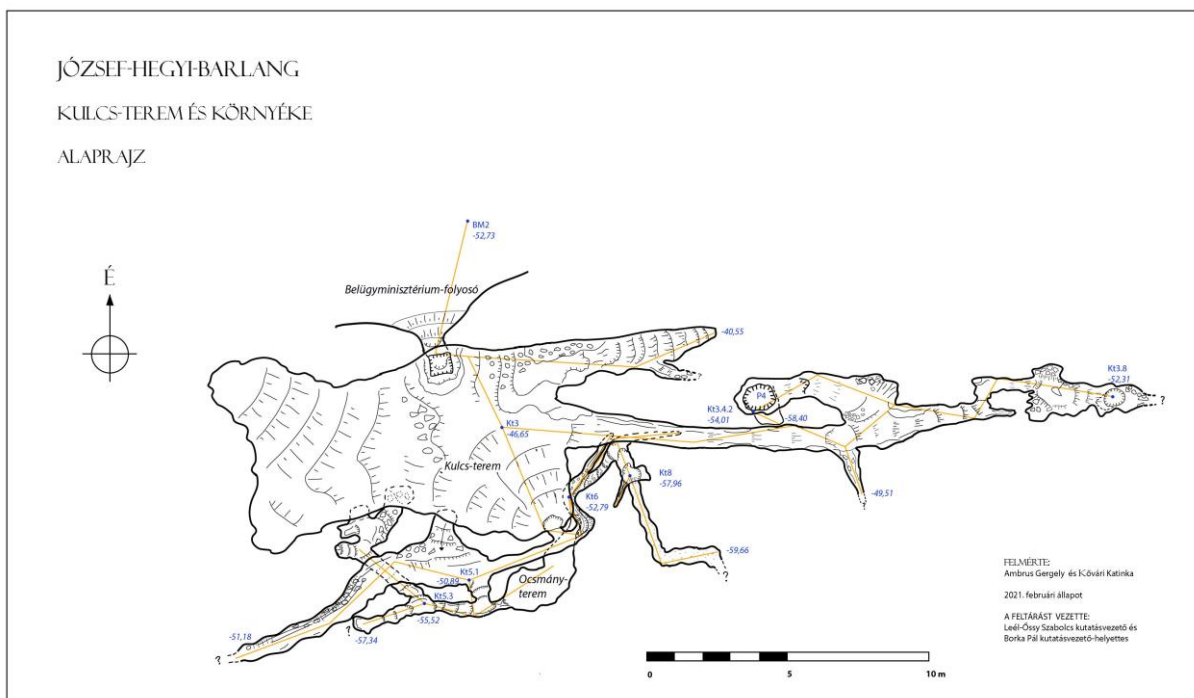 JÓZSEF-HEGYI-BARLANG
KULCS-TEREM ÉS KÖRNYÉKE
ALAPRAJZ
É
BM2
-52,73
Belügyminisztérium-folyosó
-40,55
P4
Kt3.4.2
-54,01
-58,40
Kt3.8
-52,31
?
Kt3
-46,65
Kulcs-terem
Kt8
-57,96
Kt6
-52,79
-49,51
-59,66
?
Kt5.1
-50,89
Ocsmány-
terem
Kt5.3
-55,52
-51,18
?
?
-57,34
FELMÉRTE:
Ambrus Gergely és Kővári Katinka
2021. februári állapot
A FELTÁRÁST VEZETTE:
Leél-Őssy Szabolcs kutatásvezető és
Borka Pál kutatásvezető-helyettes
0 5 10 m